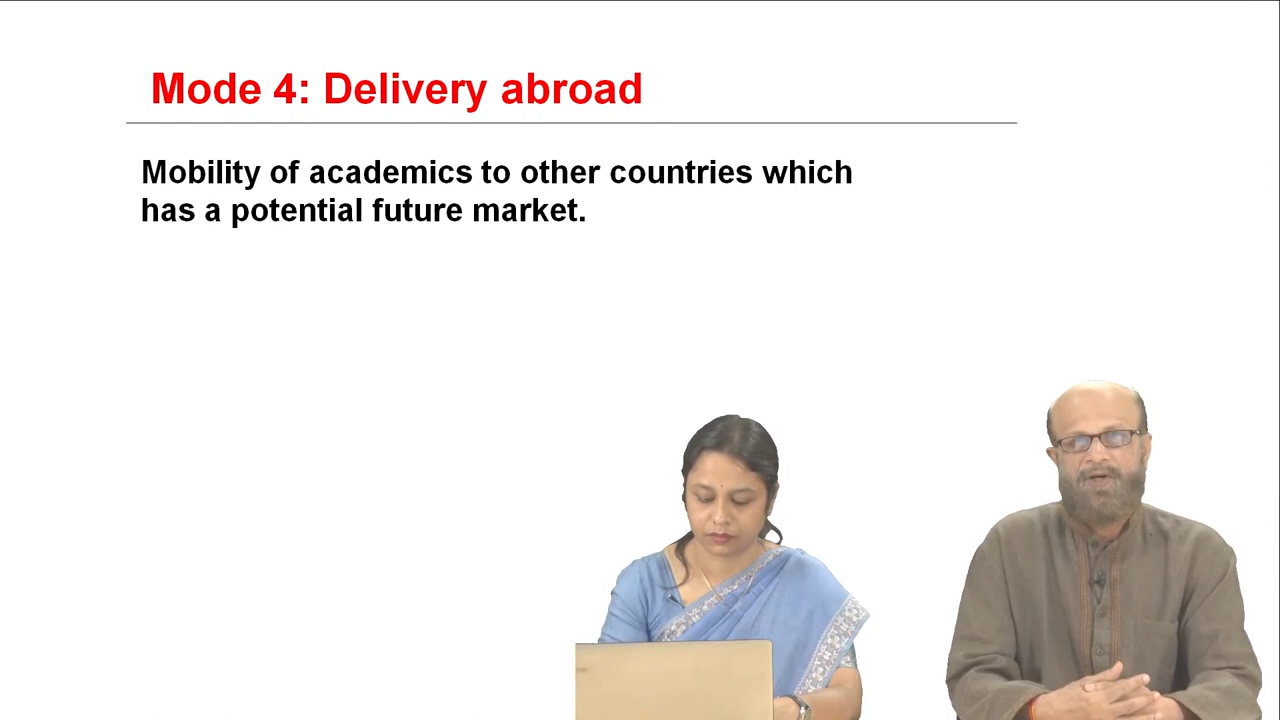 Mode 4: Delivery abroad
Mobility of academics to other countries which
has a potential future market.